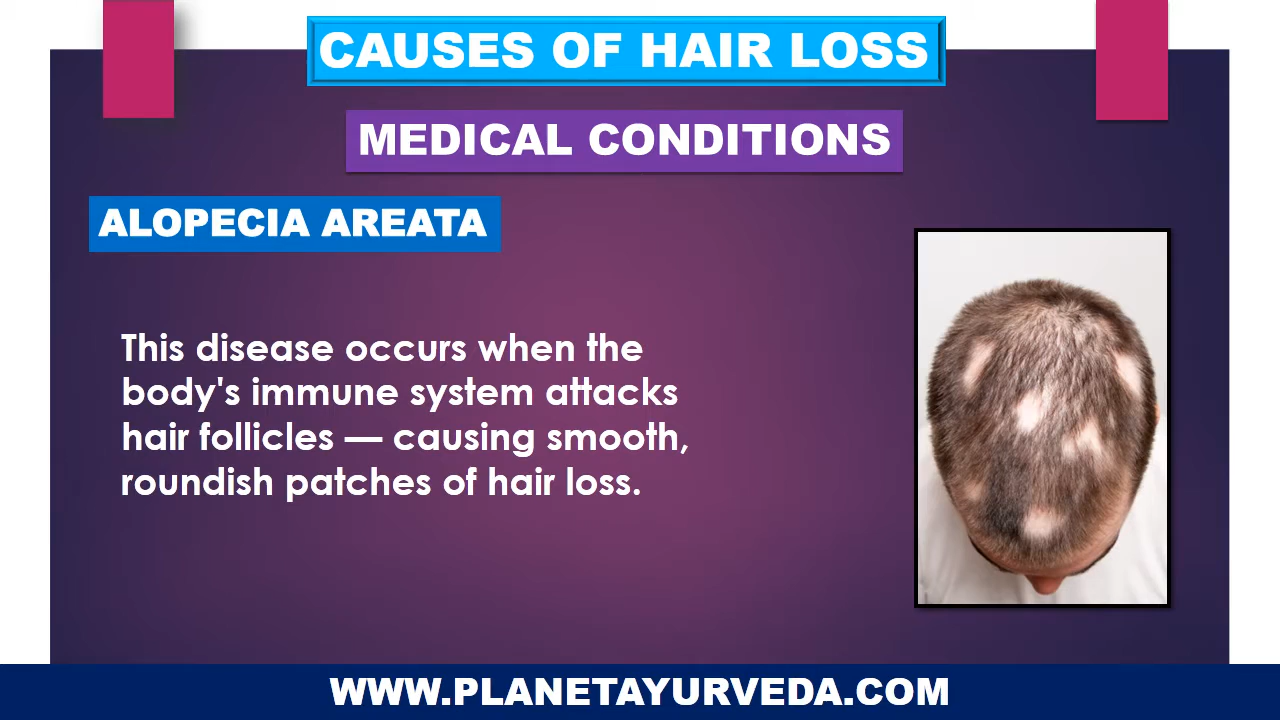 CAUSES OF HAIR LOSS
MEDICAL CONDITIONS
ALOPECIA AREATA
This disease occurs when the
body's immune system attacks
hair follicles — causing smooth,
roundish patches of hair loss.
WWW.PLANETAYURVEDA.COM